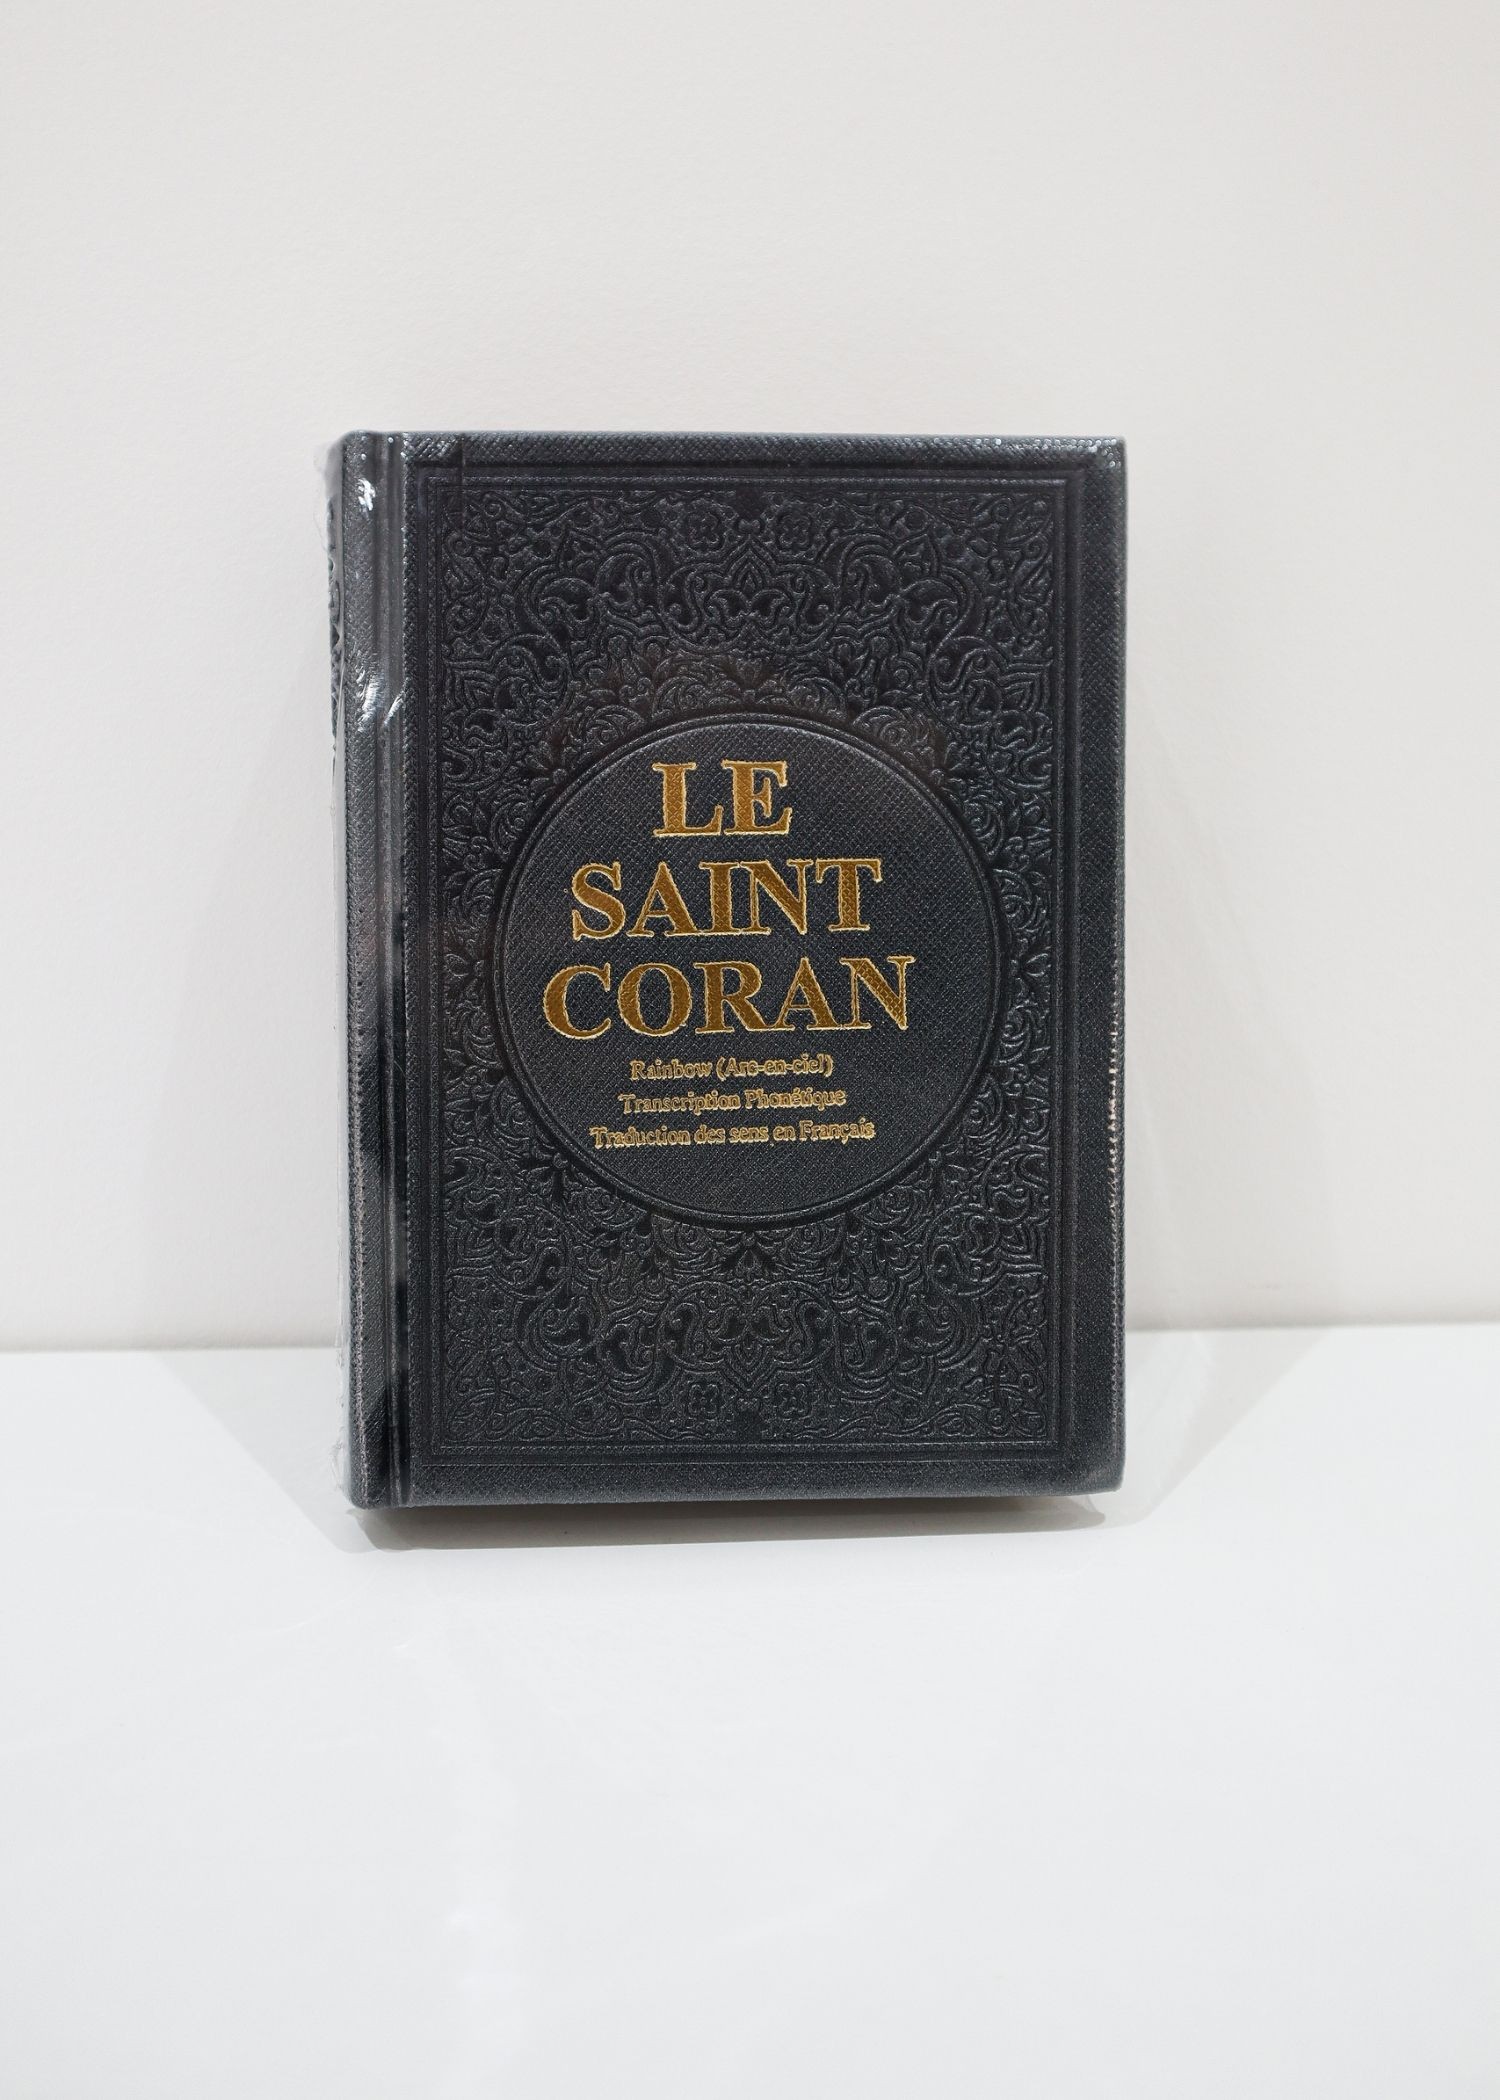 LE
SAINT
CORAN
Rainbow (Arc-en-ciel)
Transcription Phonétique
Traduction des sens en Français